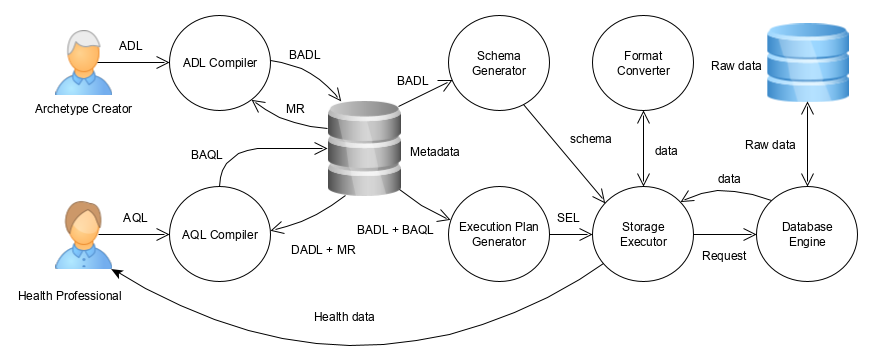 ADL
ADL Compiler
BADL
MR
Archetype Creator
BADL
Schema
Generator
Format
Converter
Raw data
Raw data
schema
data
Metadata
BAQL
AQL
AQL Compiler
DADL + MR
BADL + BAQL
Execution Plan
Generator
SEL
Storage
Executor
data
Request
Database
Engine
Health Professional
Health data